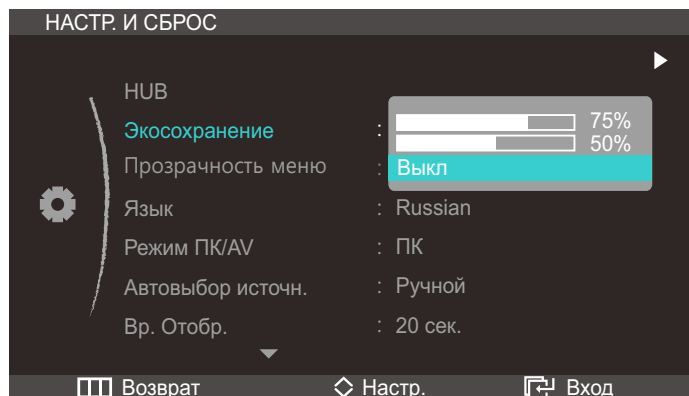 НАСТР. И СБРОС
HUB
Экосохранение :
75%
50%
Выкл
Прозрачность меню :
Язык : Russian
Режим ПК/AV : ПК
Автовыбор источн. : Ручной
Вр. Отобр. : 20 сек.
Возврат Настр. Вход